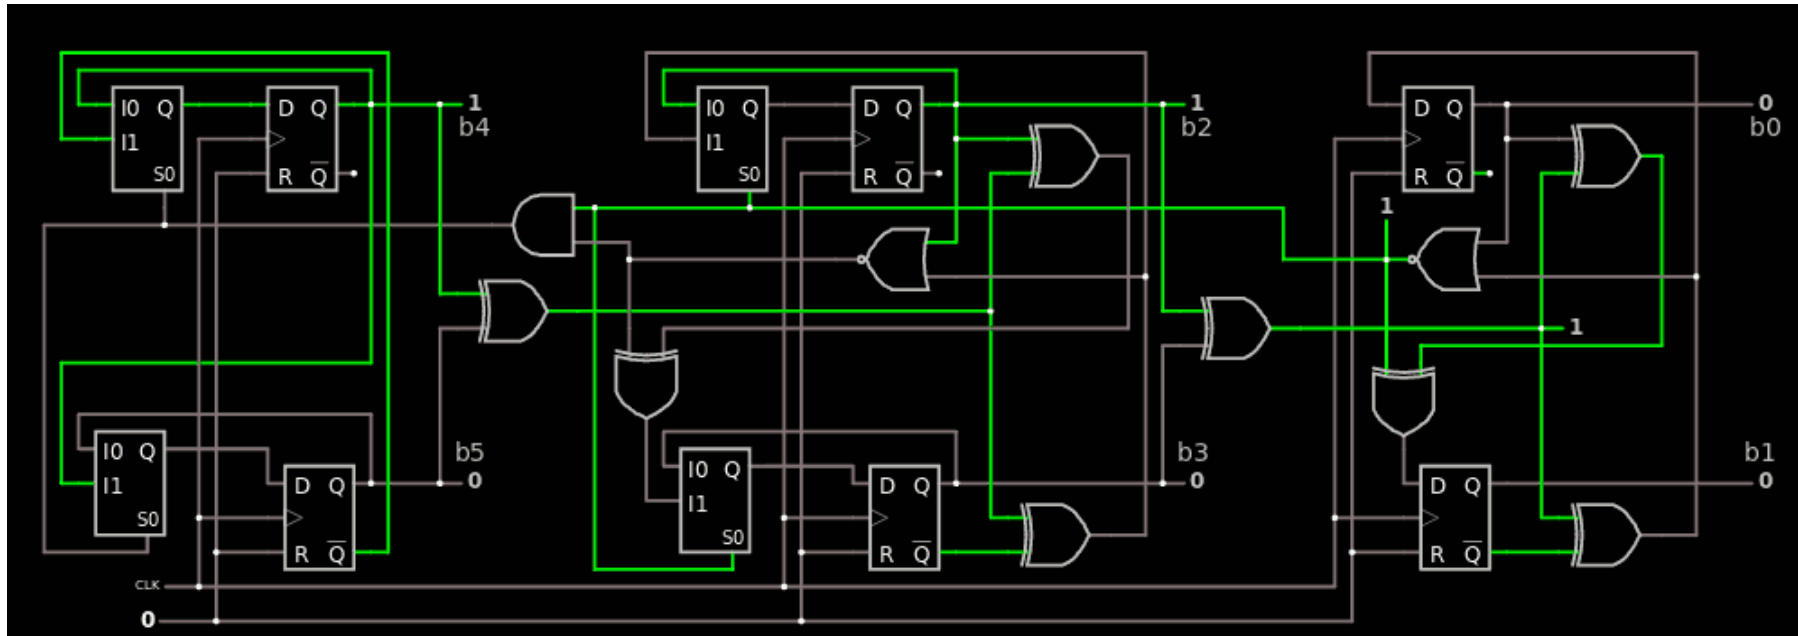 I0 Q D Q 1 I0 Q D Q 1 D Q 0
b4 b2 b0
I1 I1
S0 R Q S0 R Q R Q
1
1
b5 b3 b1
I0 Q 0 I0 Q 0 0
I1 D Q I1 D Q D Q
S0 S0
R Q R Q R Q
CLK
0